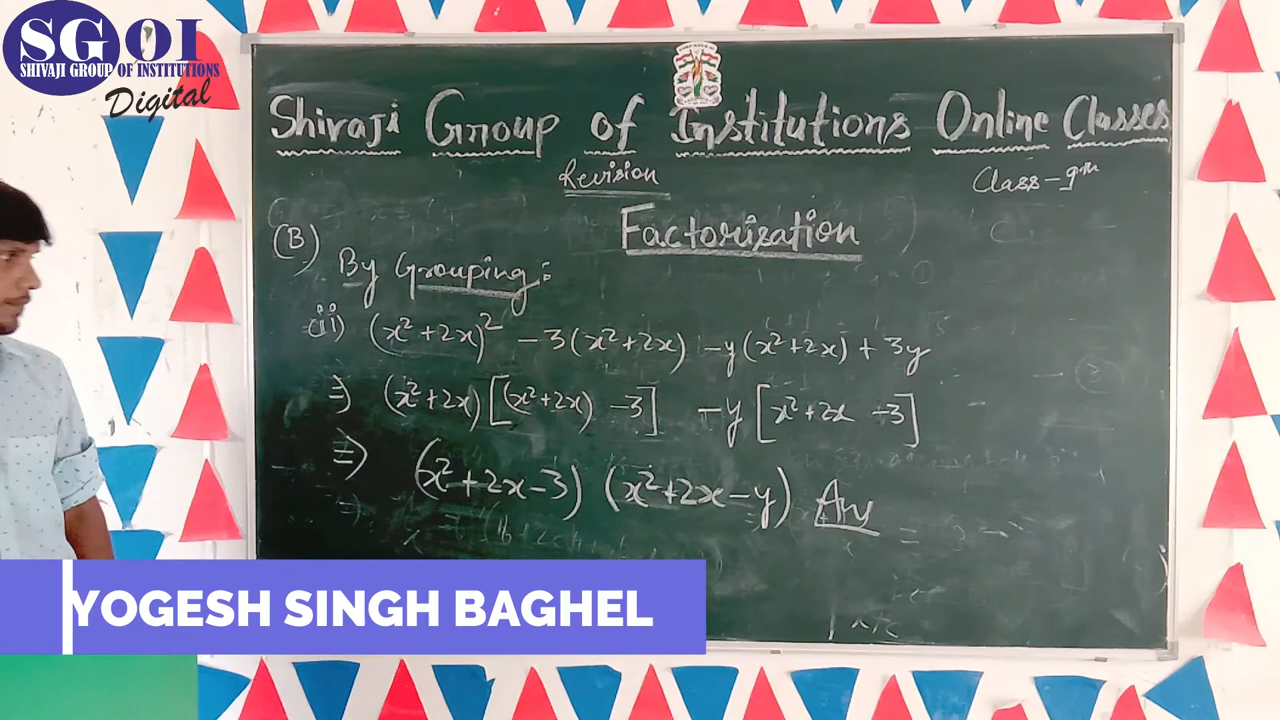 SGOI
SHIVAJI GROUP OF INSTITUTIONS
Digital
Shivaji Group of Institutions Online Classes
Revision
Class - 9th
Factorisation
(B)
By Grouping:
(ii) (x²+2x)² - 3(x²+2x) - y(x²+2x) + 3y
⇒ (x²+2x)[(x²+2x) - 3] - y[x²+2x - 3]
⇒ (x²+2x-3) (x²+2x-y) Ans
YOGESH SINGH BAGHEL